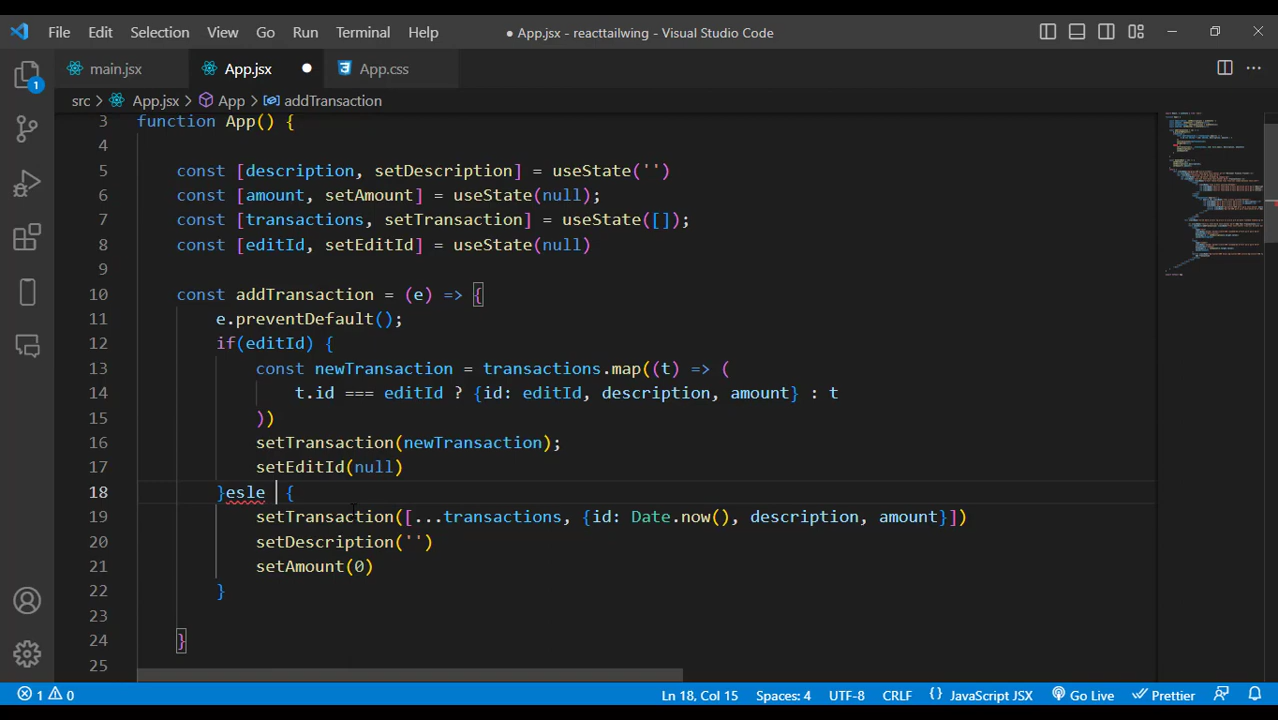 File Edit Selection View Go Run Terminal Help ● App.jsx - reacttailwing - Visual Studio Code
main.jsx App.jsx App.css
src > App.jsx > App > addTransaction
3 function App() {
4
5 const [description, setDescription] = useState('')
6 const [amount, setAmount] = useState(null);
7 const [transactions, setTransaction] = useState([]);
8 const [editId, setEditId] = useState(null)
9
10 const addTransaction = (e) => {
11 e.preventDefault();
12 if(editId) {
13 const newTransaction = transactions.map((t) => (
14 t.id === editId ? {id: editId, description, amount} : t
15 ))
16 setTransaction(newTransaction);
17 setEditId(null)
18 }esle {
19 setTransaction([...transactions, {id: Date.now(), description, amount}])
20 setDescription('')
21 setAmount(0)
22 }
23
24 }
25
1
1 0 Ln 18, Col 15 Spaces: 4 UTF-8 CRLF {} JavaScript JSX Go Live Prettier